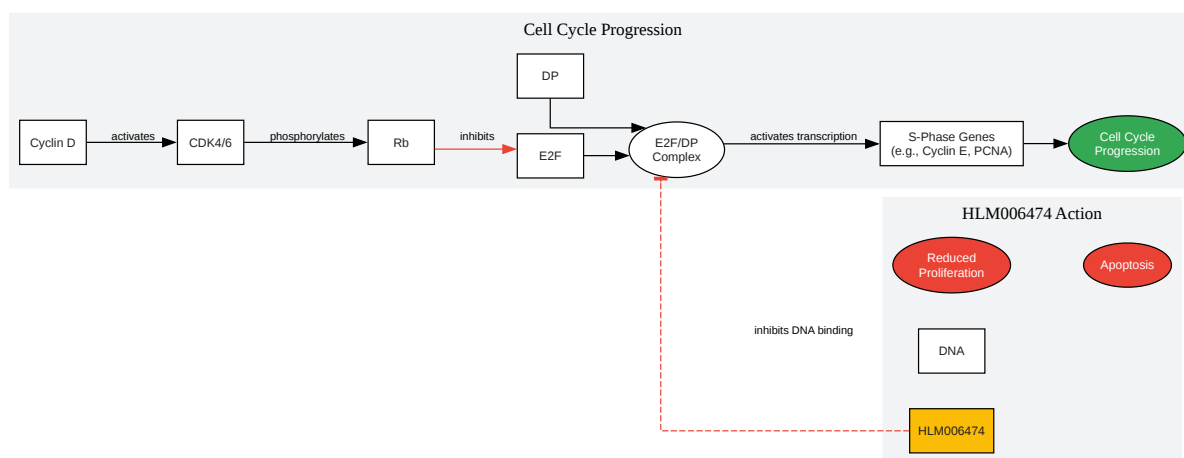 Cell Cycle Progression
DP
Cyclin D
activates
CDK4/6
phosphorylates
Rb
inhibits
E2F
E2F/DP
Complex
activates transcription
S-Phase Genes
(e.g., Cyclin E, PCNA)
Cell Cycle
Progression
HLM006474 Action
Reduced
Proliferation
Apoptosis
inhibits DNA binding
DNA
HLM006474